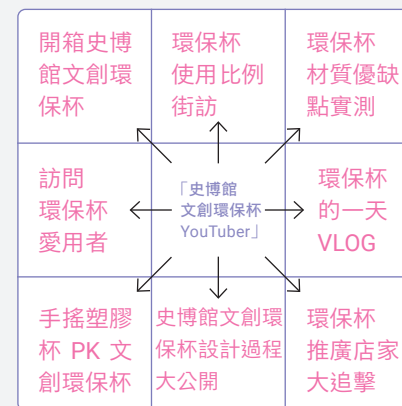 開箱史博
館文創環
保杯
環保杯
使用比例
街訪
環保杯
材質優缺
點實測
訪問
環保杯
愛用者
「史博館
文創環保杯
YouTuber」
環保杯
的一天
VLOG
手搖塑膠
杯 PK 文
創環保杯
史博館文創環
保杯設計過程
大公開
環保杯
推廣店家
大追擊